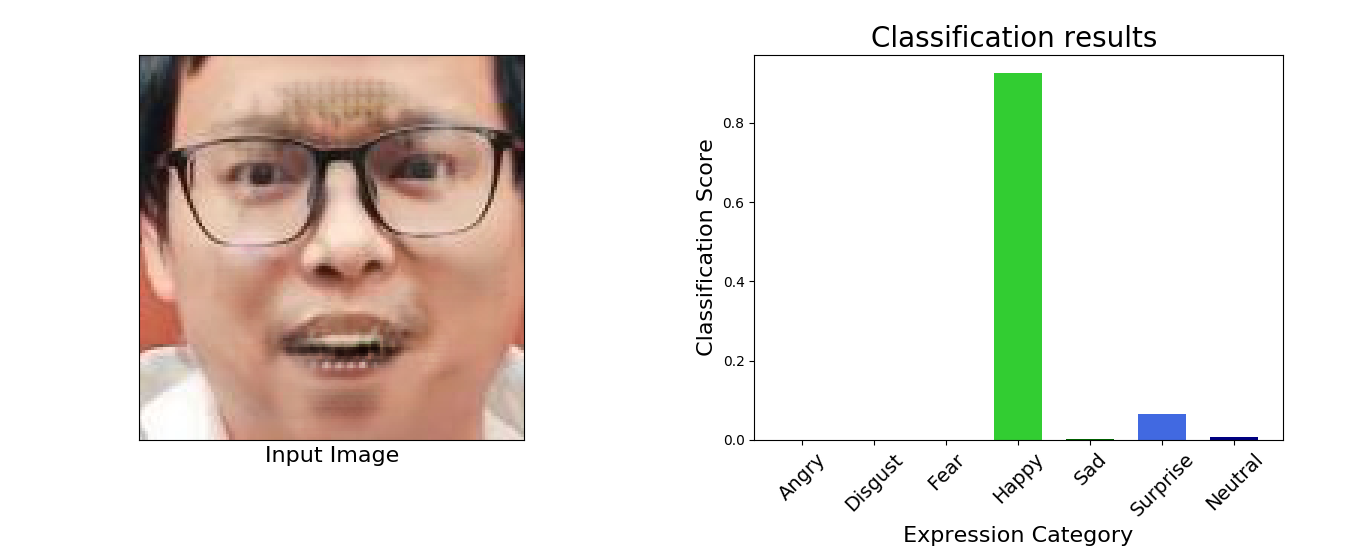 Classification results
Classification Score
0.8
0.6
0.4
0.2
0.0
Angry
Disgust
Fear
Happy
Sad
Surprise
Neutral
Input Image
Expression Category